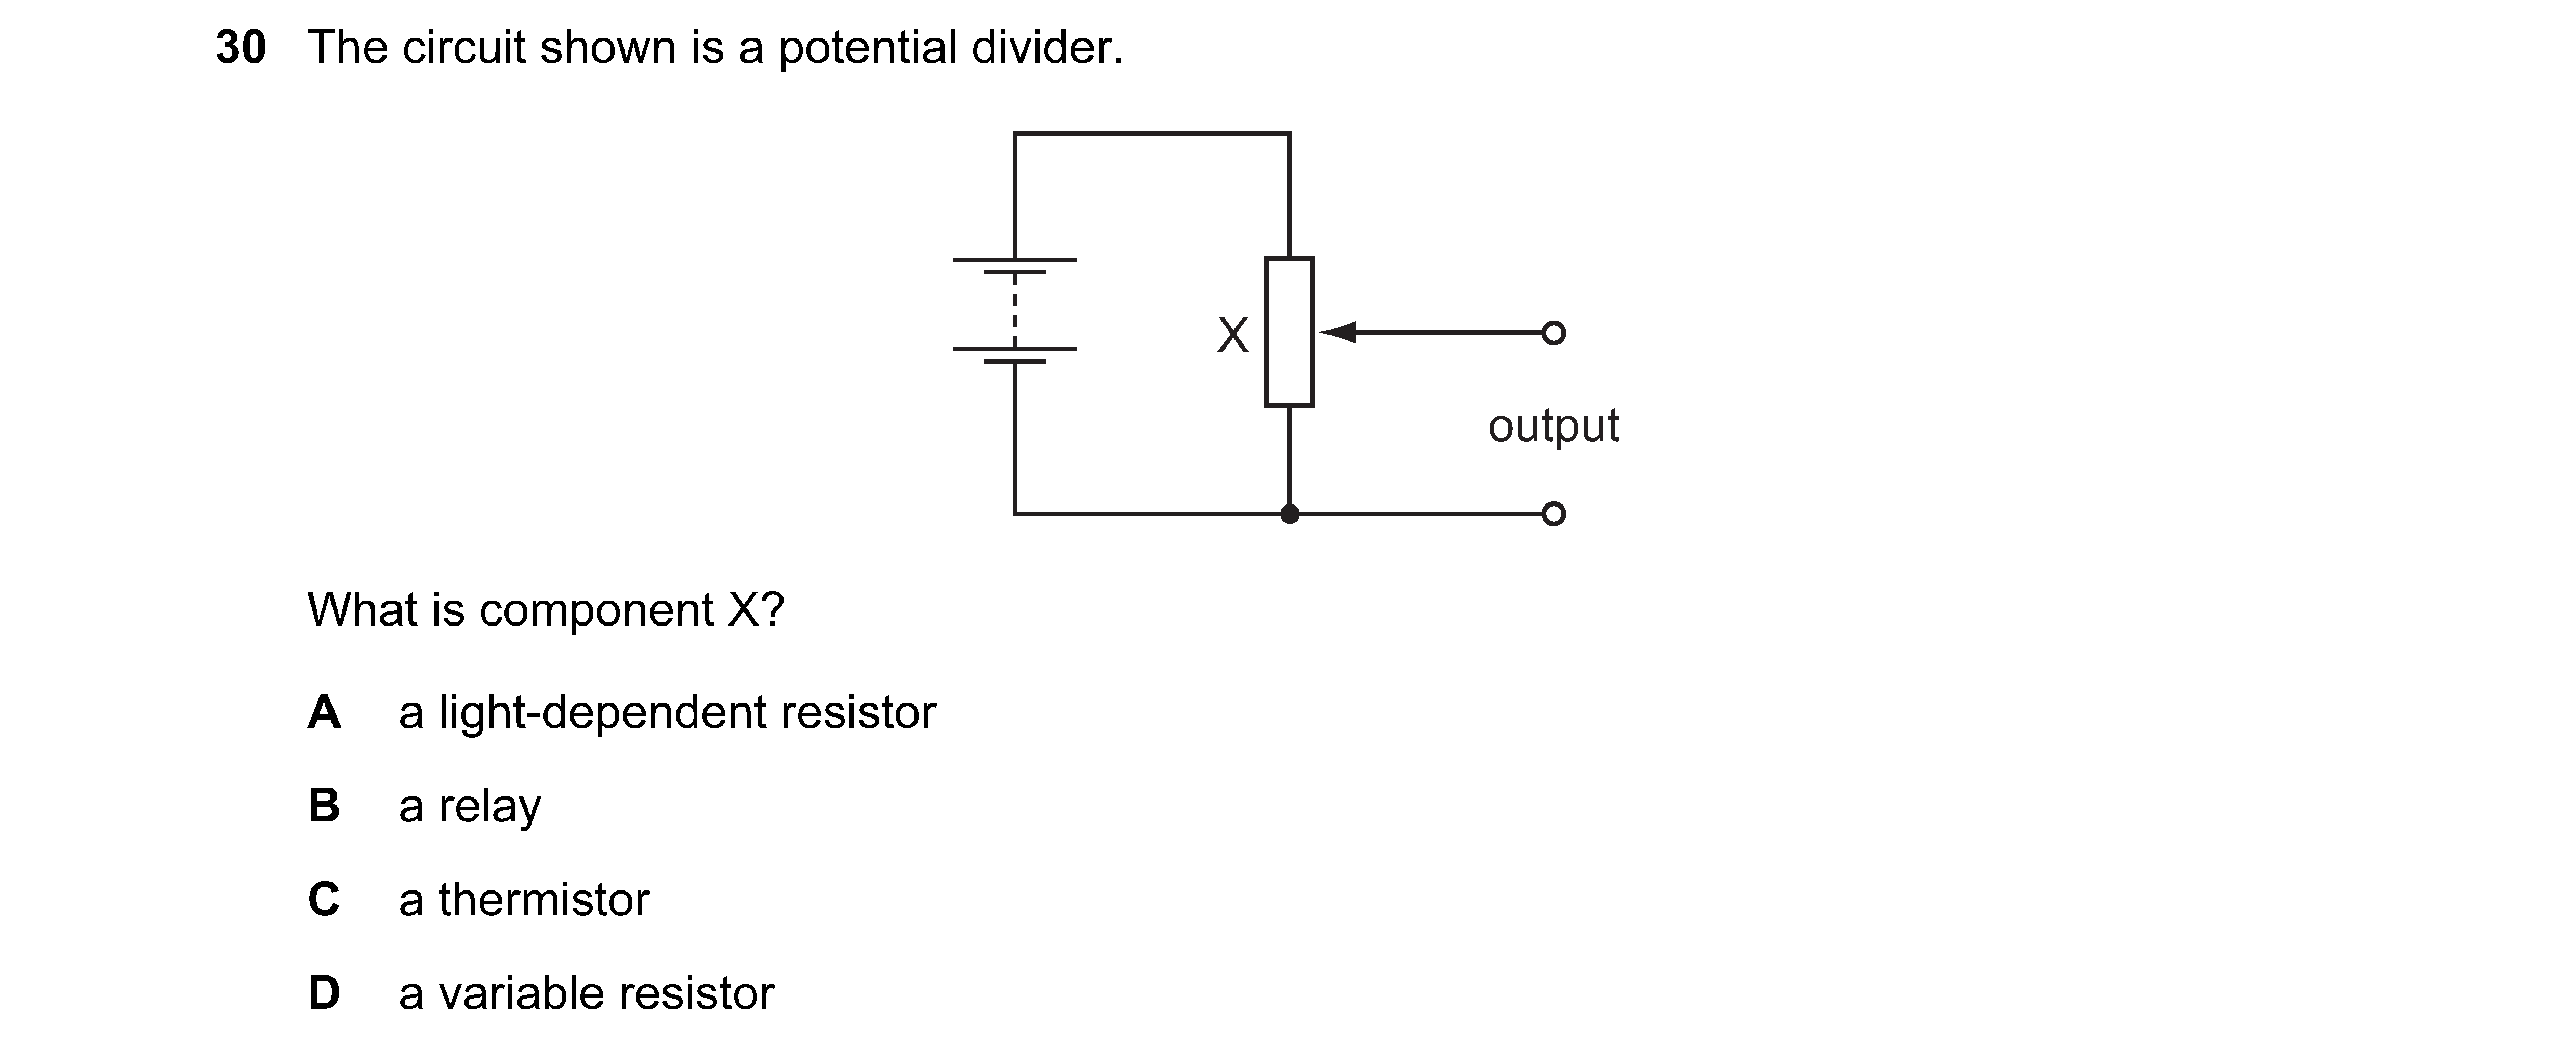 30 The circuit shown is a potential divider.
X
output
What is component X?
A a light-dependent resistor
B a relay
C a thermistor
D a variable resistor